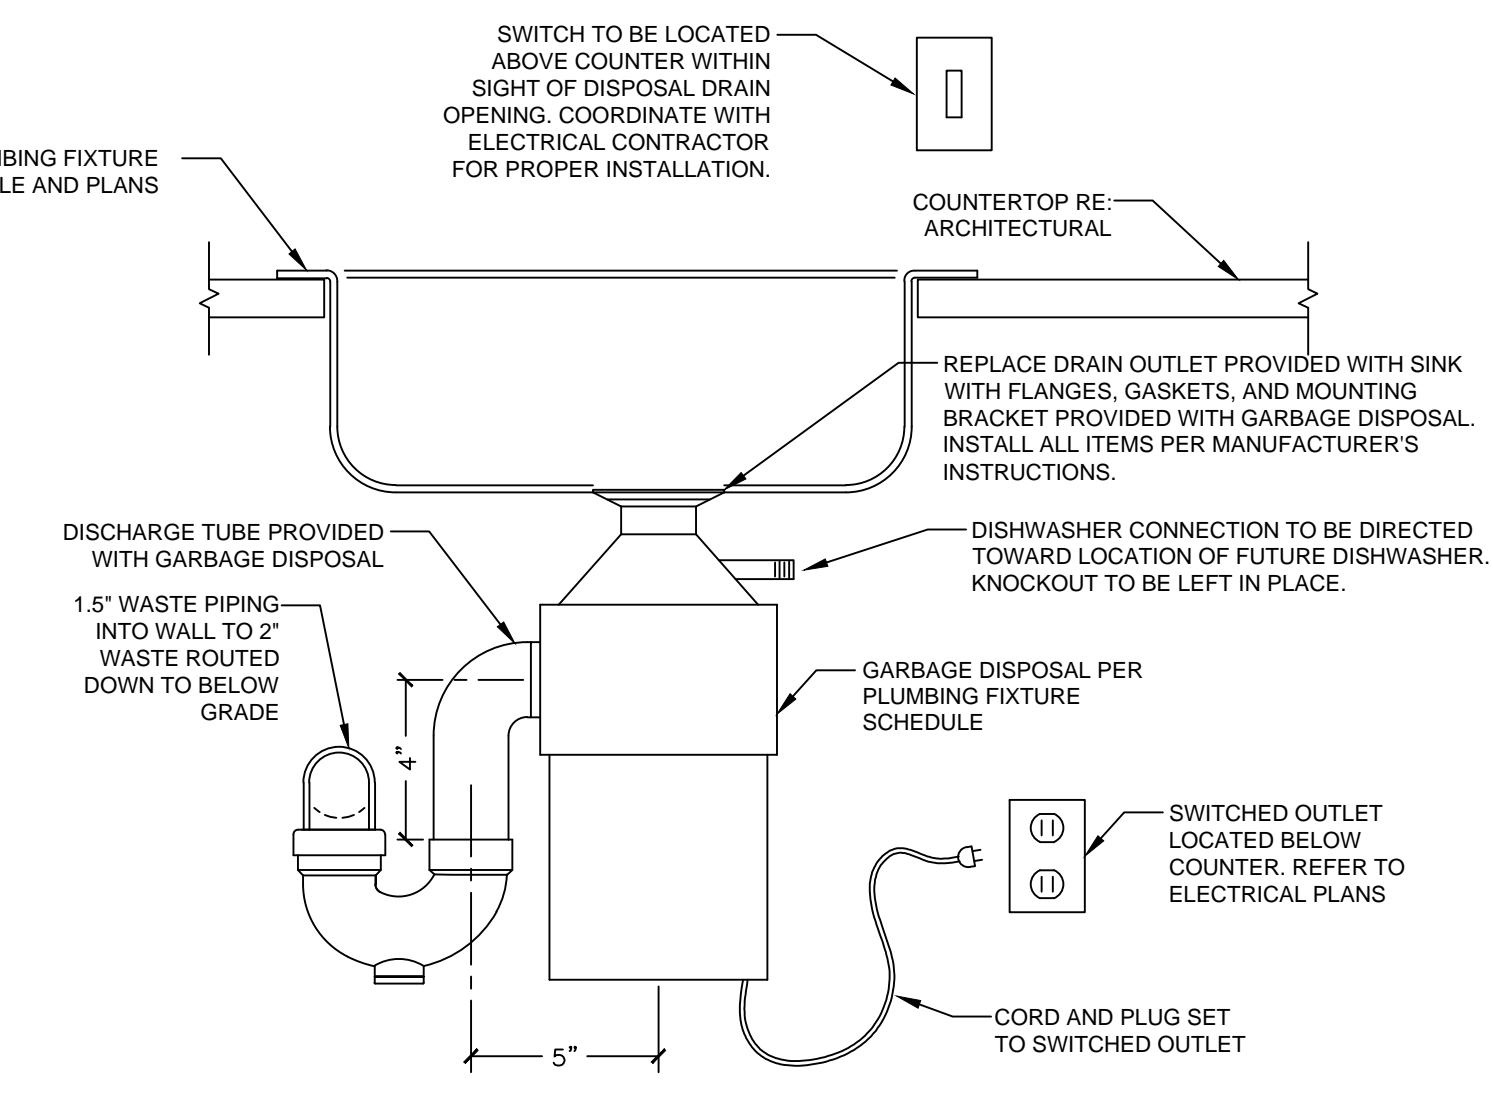 SWITCH TO BE LOCATED
ABOVE COUNTER WITHIN
SIGHT OF DISPOSAL DRAIN
OPENING. COORDINATE WITH
ELECTRICAL CONTRACTOR
FOR PROPER INSTALLATION.
FIXTURE
AND PLANS
COUNTERTOP RE:
ARCHITECTURAL
REPLACE DRAIN OUTLET PROVIDED WITH SINK
WITH FLANGES, GASKETS, AND MOUNTING
BRACKET PROVIDED WITH GARBAGE DISPOSAL.
INSTALL ALL ITEMS PER MANUFACTURER'S
INSTRUCTIONS.
DISCHARGE TUBE PROVIDED
WITH GARBAGE DISPOSAL
DISHWASHER CONNECTION TO BE DIRECTED
TOWARD LOCATION OF FUTURE DISHWASHER.
KNOCKOUT TO BE LEFT IN PLACE.
1.5" WASTE PIPING
INTO WALL TO 2"
WASTE ROUTED
DOWN TO BELOW
GRADE
GARBAGE DISPOSAL PER
PLUMBING FIXTURE
SCHEDULE
4"
SWITCHED OUTLET
LOCATED BELOW
COUNTER. REFER TO
ELECTRICAL PLANS
CORD AND PLUG SET
TO SWITCHED OUTLET
5"